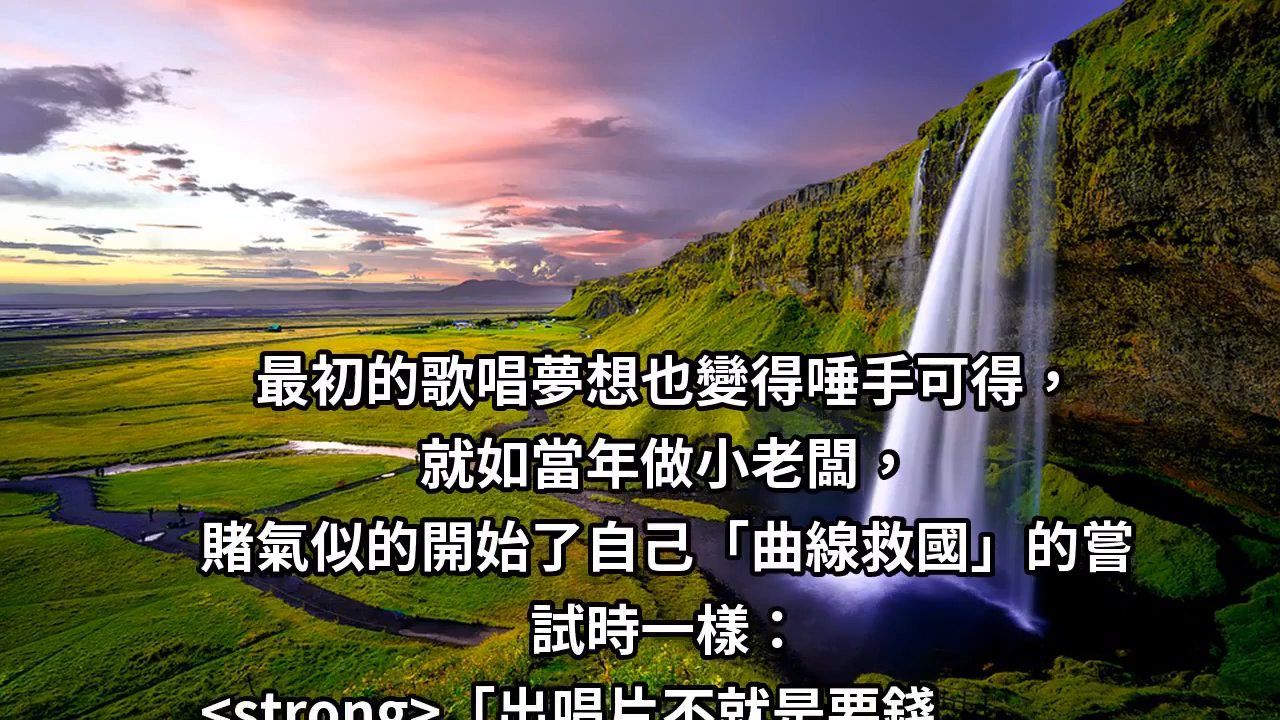 最初的歌唱夢想也變得唾手可得，
就如當年做小老闆，
賭氣似的開始了自己「曲線救國」的嘗
試時一樣：
<strong>「出唱片不就是要錢